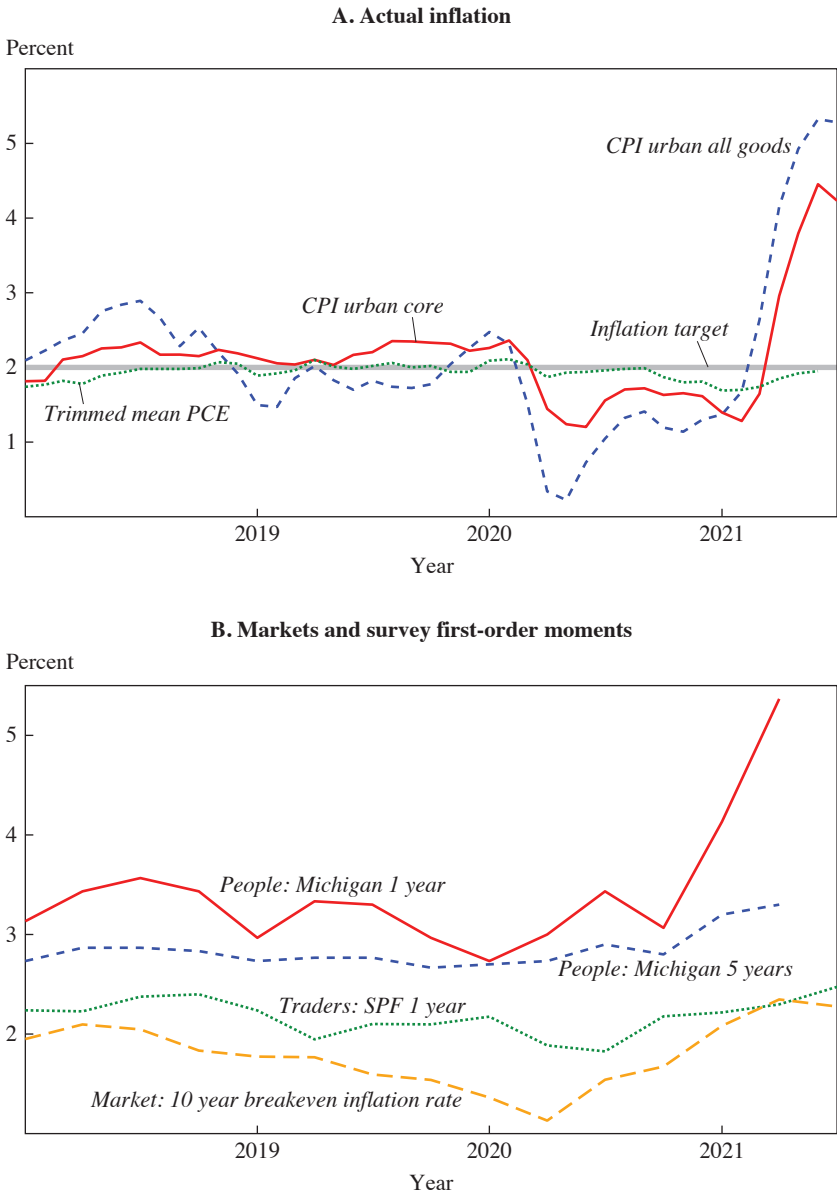 A. Actual inflation
Percent
5
4
3
2
1
CPI urban all goods
CPI urban core
Inflation target
Trimmed mean PCE
2019
2020
2021
Year
B. Markets and survey first-order moments
Percent
5
4
3
2
People: Michigan 1 year
People: Michigan 5 years
Traders: SPF 1 year
Market: 10 year breakeven inflation rate
2019
2020
2021
Year